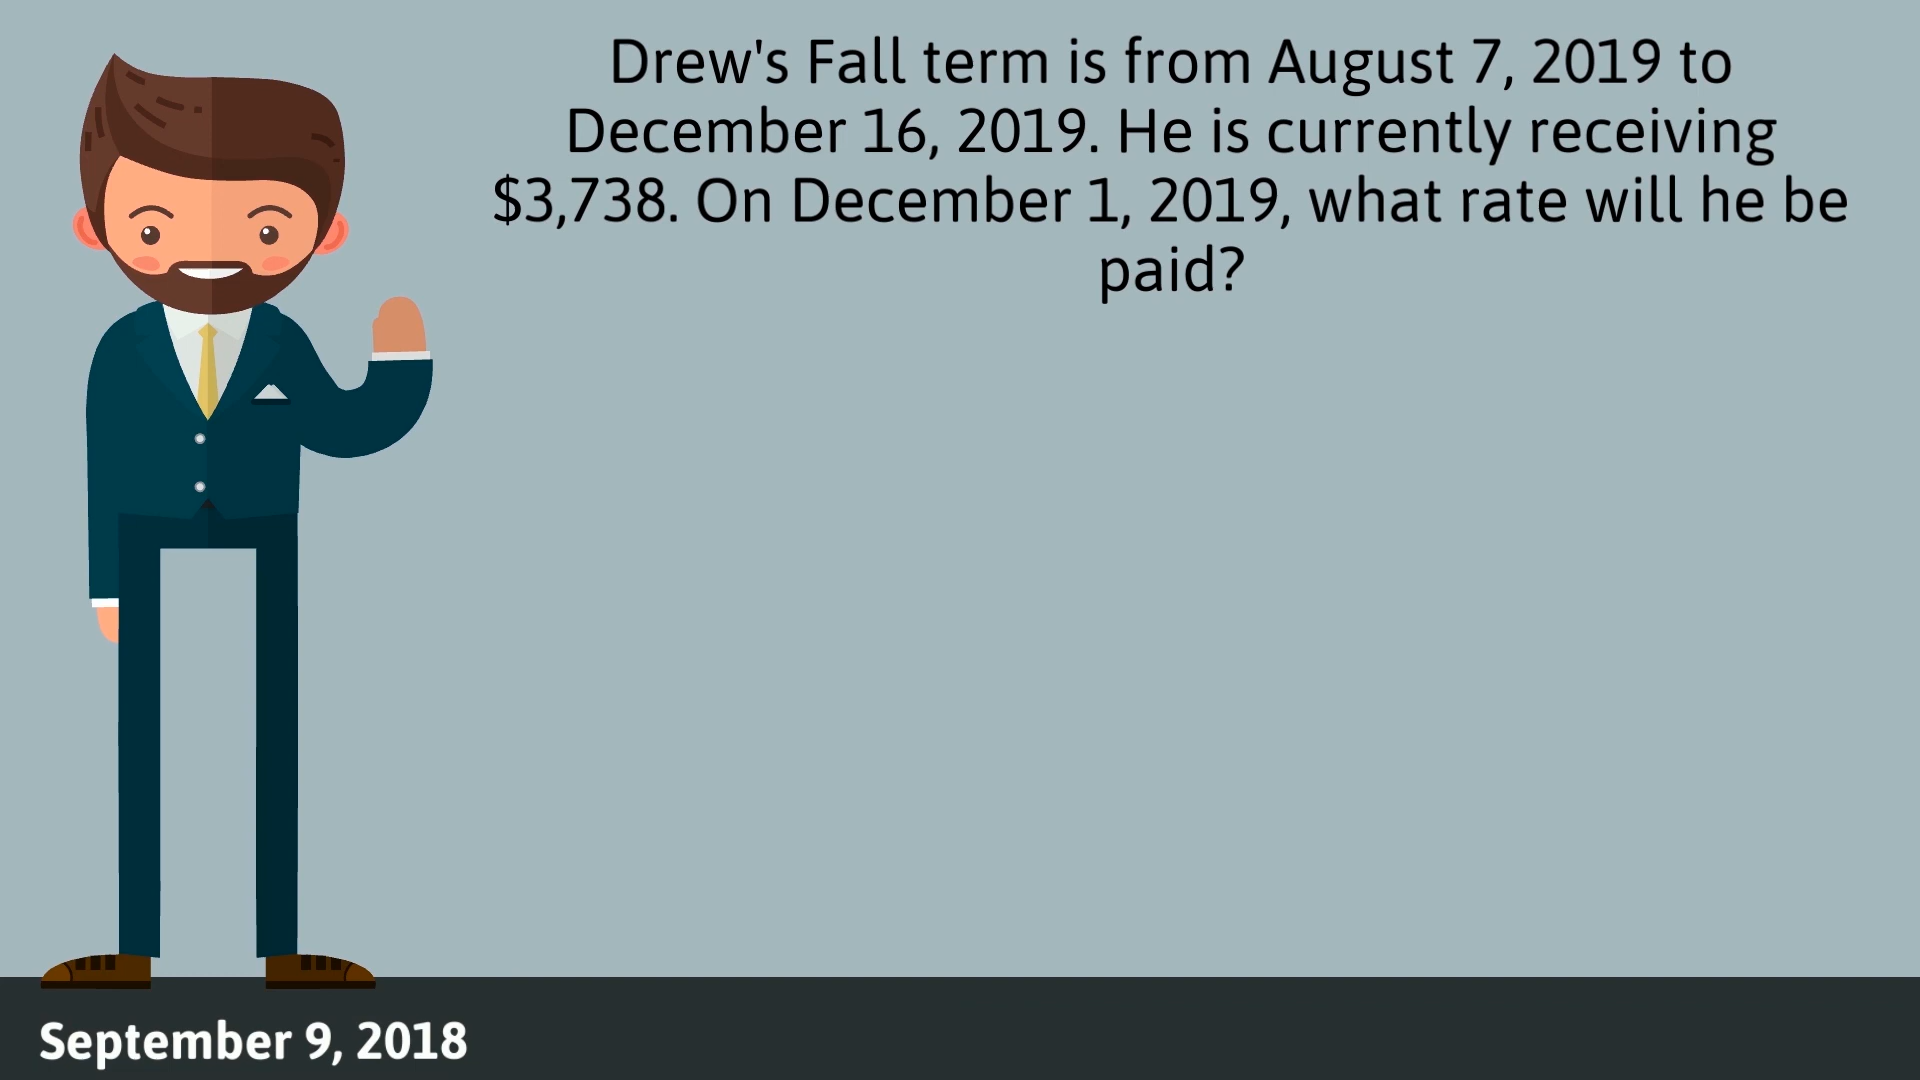 Drew's Fall term is from August 7, 2019 to
December 16, 2019. He is currently receiving
$3,738. On December 1, 2019, what rate will he be
paid?
September 9, 2018